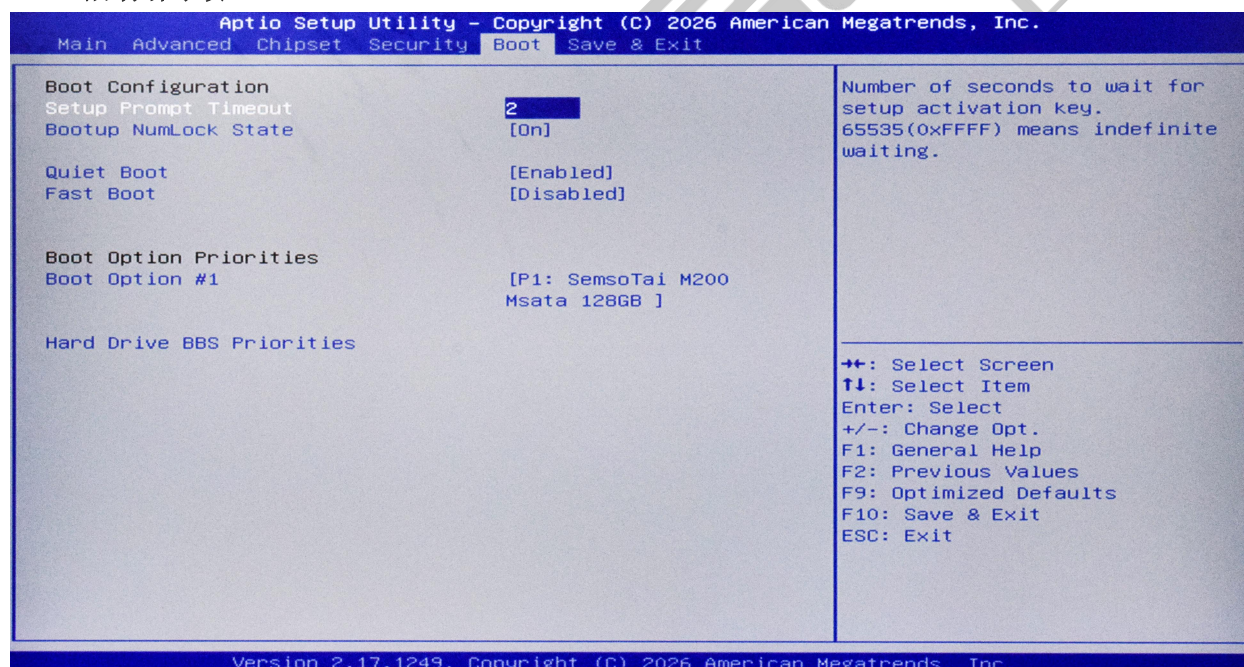 Aptio Setup Utility – Copyright (C) 2026 American Megatrends, Inc.
Main Advanced Chipset Security Boot Save & Exit
Boot Configuration
Setup Prompt Timeout 2
Bootup NumLock State [On]
Quiet Boot [Enabled]
Fast Boot [Disabled]
Boot Option Priorities
Boot Option #1 [P1: SemsoTai M200
Msata 128GB ]
Hard Drive BBS Priorities
Number of seconds to wait for
setup activation key.
65535(0xFFFF) means indefinite
waiting.
→←: Select Screen
↑↓: Select Item
Enter: Select
+/-: Change Opt.
F1: General Help
F2: Previous Values
F9: Optimized Defaults
F10: Save & Exit
ESC: Exit
Version 2.17.1249. Copyright (C) 2026 American Megatrends, Inc.